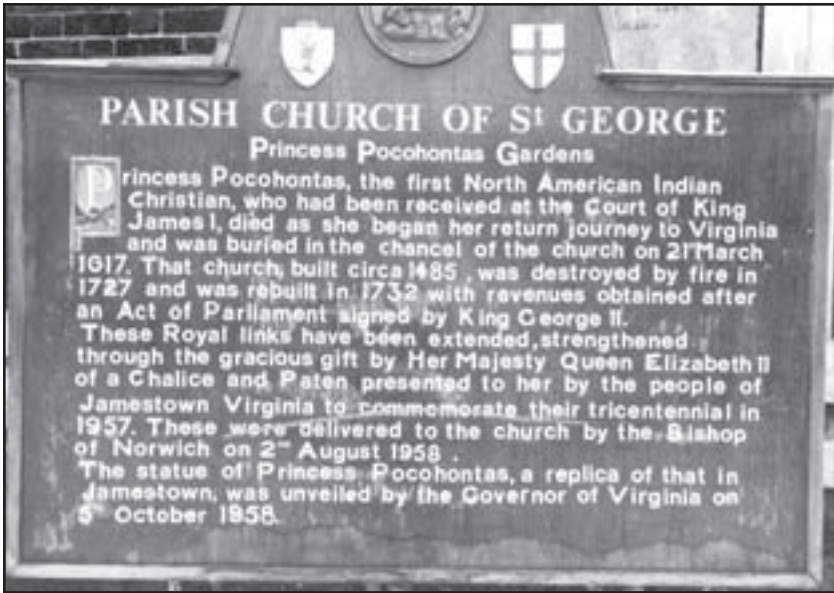 PARISH CHURCH OF St GEORGE
Princess Pocohontas Gardens
Princess Pocohontas, the first North American Indian
Christian, who had been received at the Court of King
James I, died as she began her return journey to Virginia
and was buried in the chancel of the church on 21st March
1617. That church, built circa 1485, was destroyed by fire in
1727 and was rebuilt in 1732 with revenues obtained after
an Act of Parliament signed by King George II.
These Royal links have been extended, strengthened
through the gracious gift by Her Majesty Queen Elizabeth II
of a Chalice and Paten presented to her by the people of
Jamestown Virginia to commemorate their tricentennial in
1957. These were delivered to the church by the Bishop
of Norwich on 2nd August 1958.
The statue of Princess Pocohontas, a replica of that in
Jamestown, was unveiled by the Governor of Virginia on
5th October 1958.